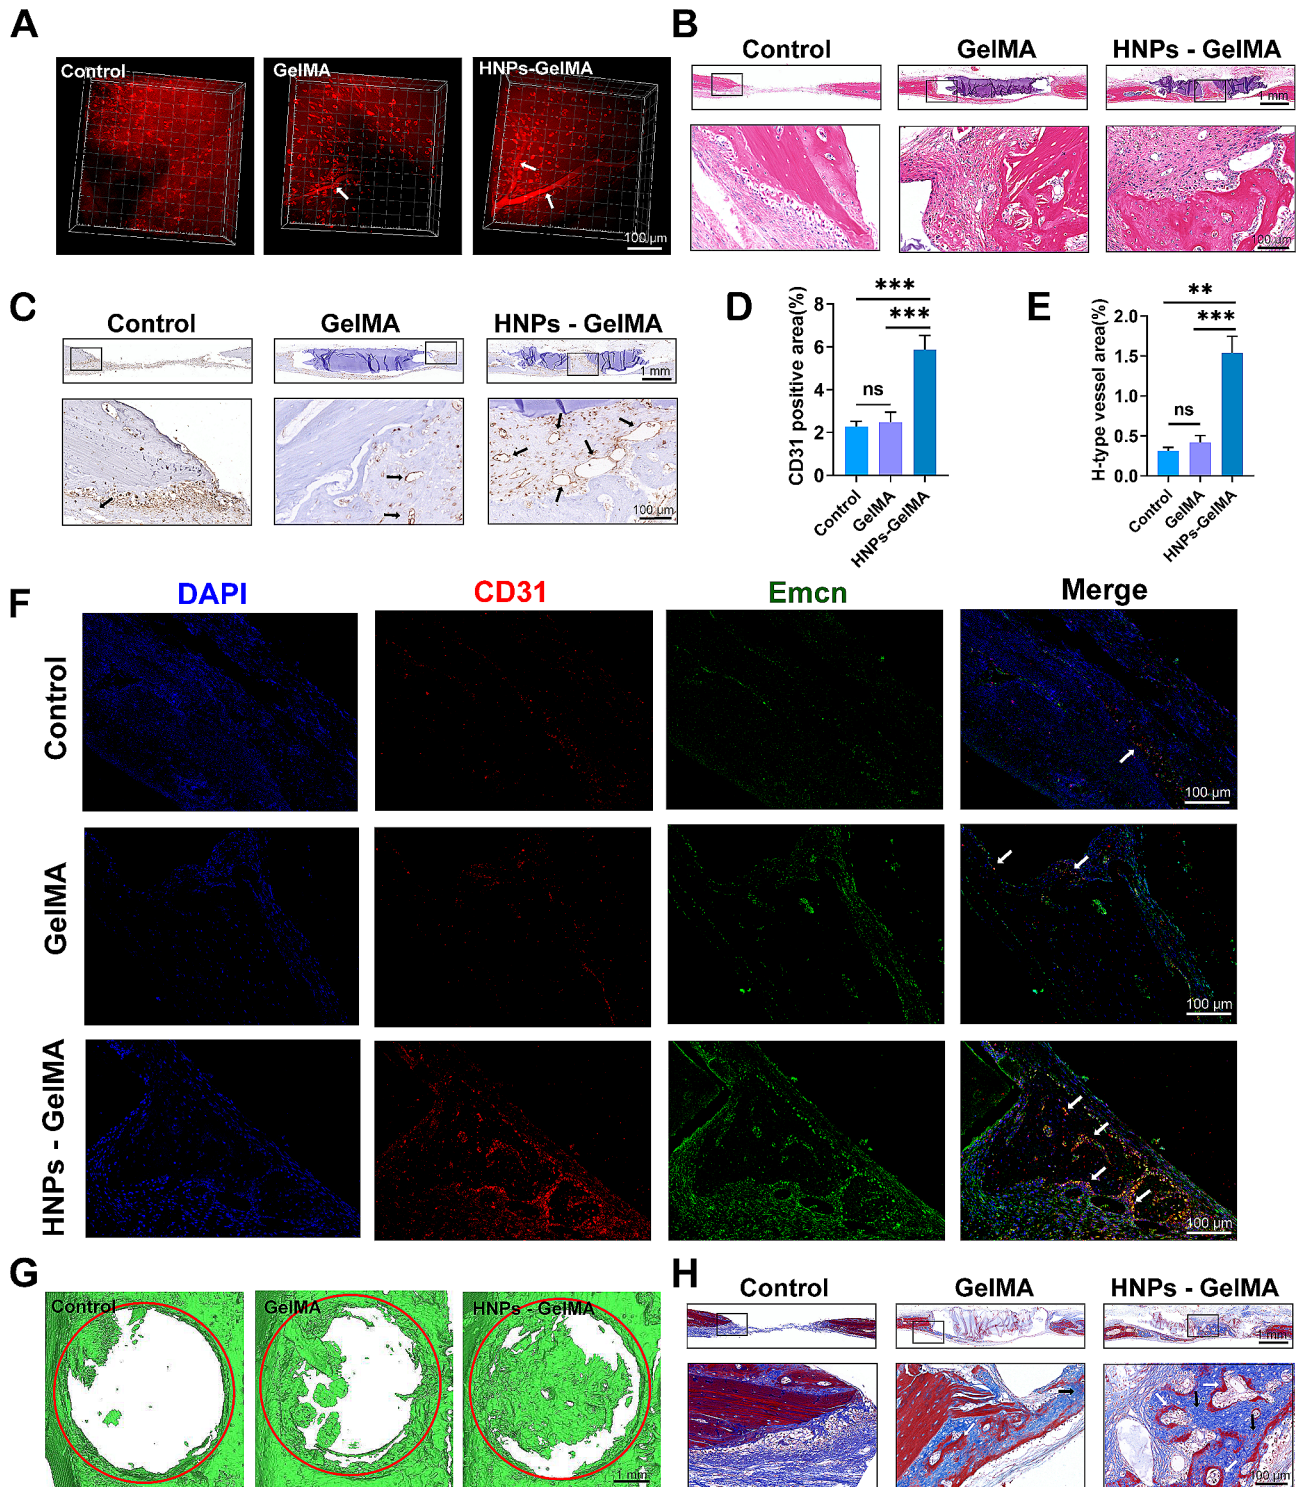 A
Control
GelMA
HNPs-GelMA
100 µm
B
Control
GelMA
HNPs - GelMA
1 mm
100 µm
C
Control
GelMA
HNPs - GelMA
1 mm
100 µm
D
CD31 positive area(%)
8
6
4
2
0
***
***
ns
Control
GelMA
HNPs-GelMA
E
H-type vessel area(%)
2.0
1.5
1.0
0.5
0.0
**
***
ns
Control
GelMA
HNPs-GelMA
F
DAPI
CD31
Emcn
Merge
Control
100 µm
GelMA
100 µm
HNPs - GelMA
100 µm
G
Control
GelMA
HNPs - GelMA
1 mm
H
Control
GelMA
HNPs - GelMA
1 mm
100 µm